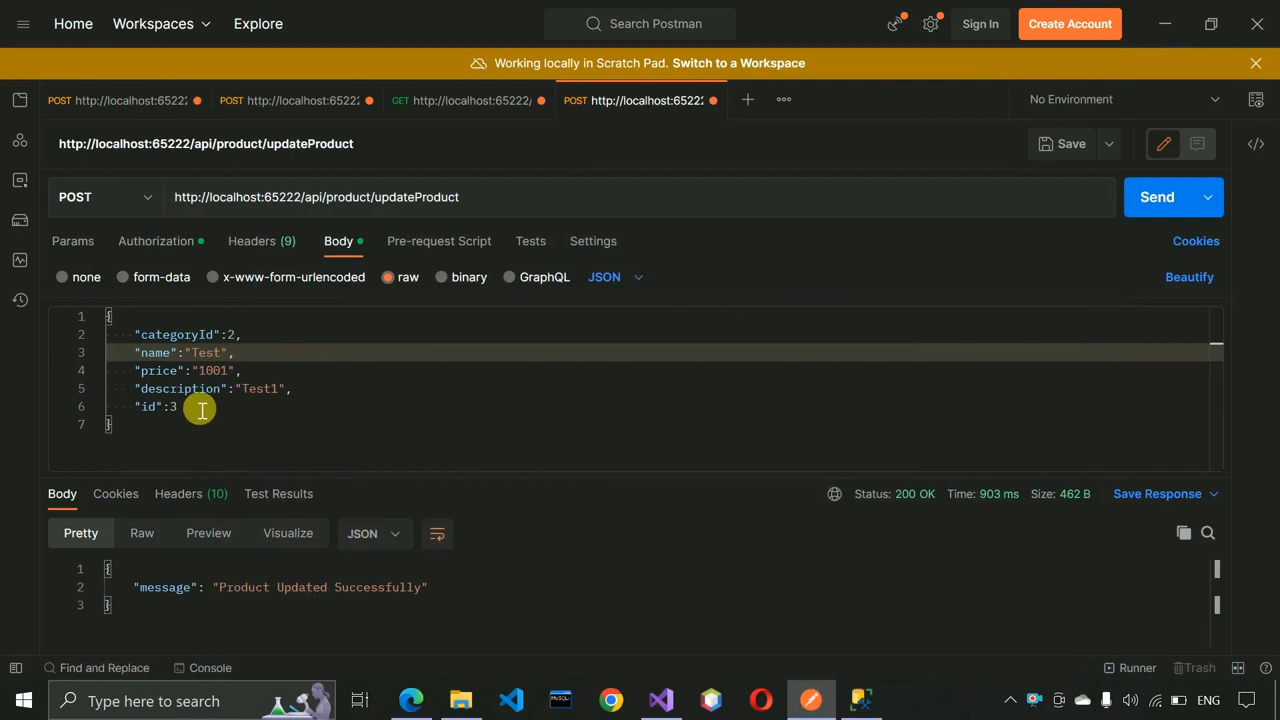 Home Workspaces Explore Search Postman Sign In Create Account
Working locally in Scratch Pad. Switch to a Workspace
POST http://localhost:65222 POST http://localhost:65222 GET http://localhost:65222/ POST http://localhost:65222 No Environment
http://localhost:65222/api/product/updateProduct Save
POST http://localhost:65222/api/product/updateProduct Send
Params Authorization Headers (9) Body Pre-request Script Tests Settings Cookies
none form-data x-www-form-urlencoded raw binary GraphQL JSON Beautify
1 {
2 "categoryId":2,
3 "name":"Test",
4 "price":"1001",
5 "description":"Test1",
6 "id":3
7 }
Body Cookies Headers (10) Test Results Status: 200 OK Time: 903 ms Size: 462 B Save Response
Pretty Raw Preview Visualize JSON
1 {
2 "message": "Product Updated Successfully"
3 }
Find and Replace Console Runner Trash
Type here to search ENG